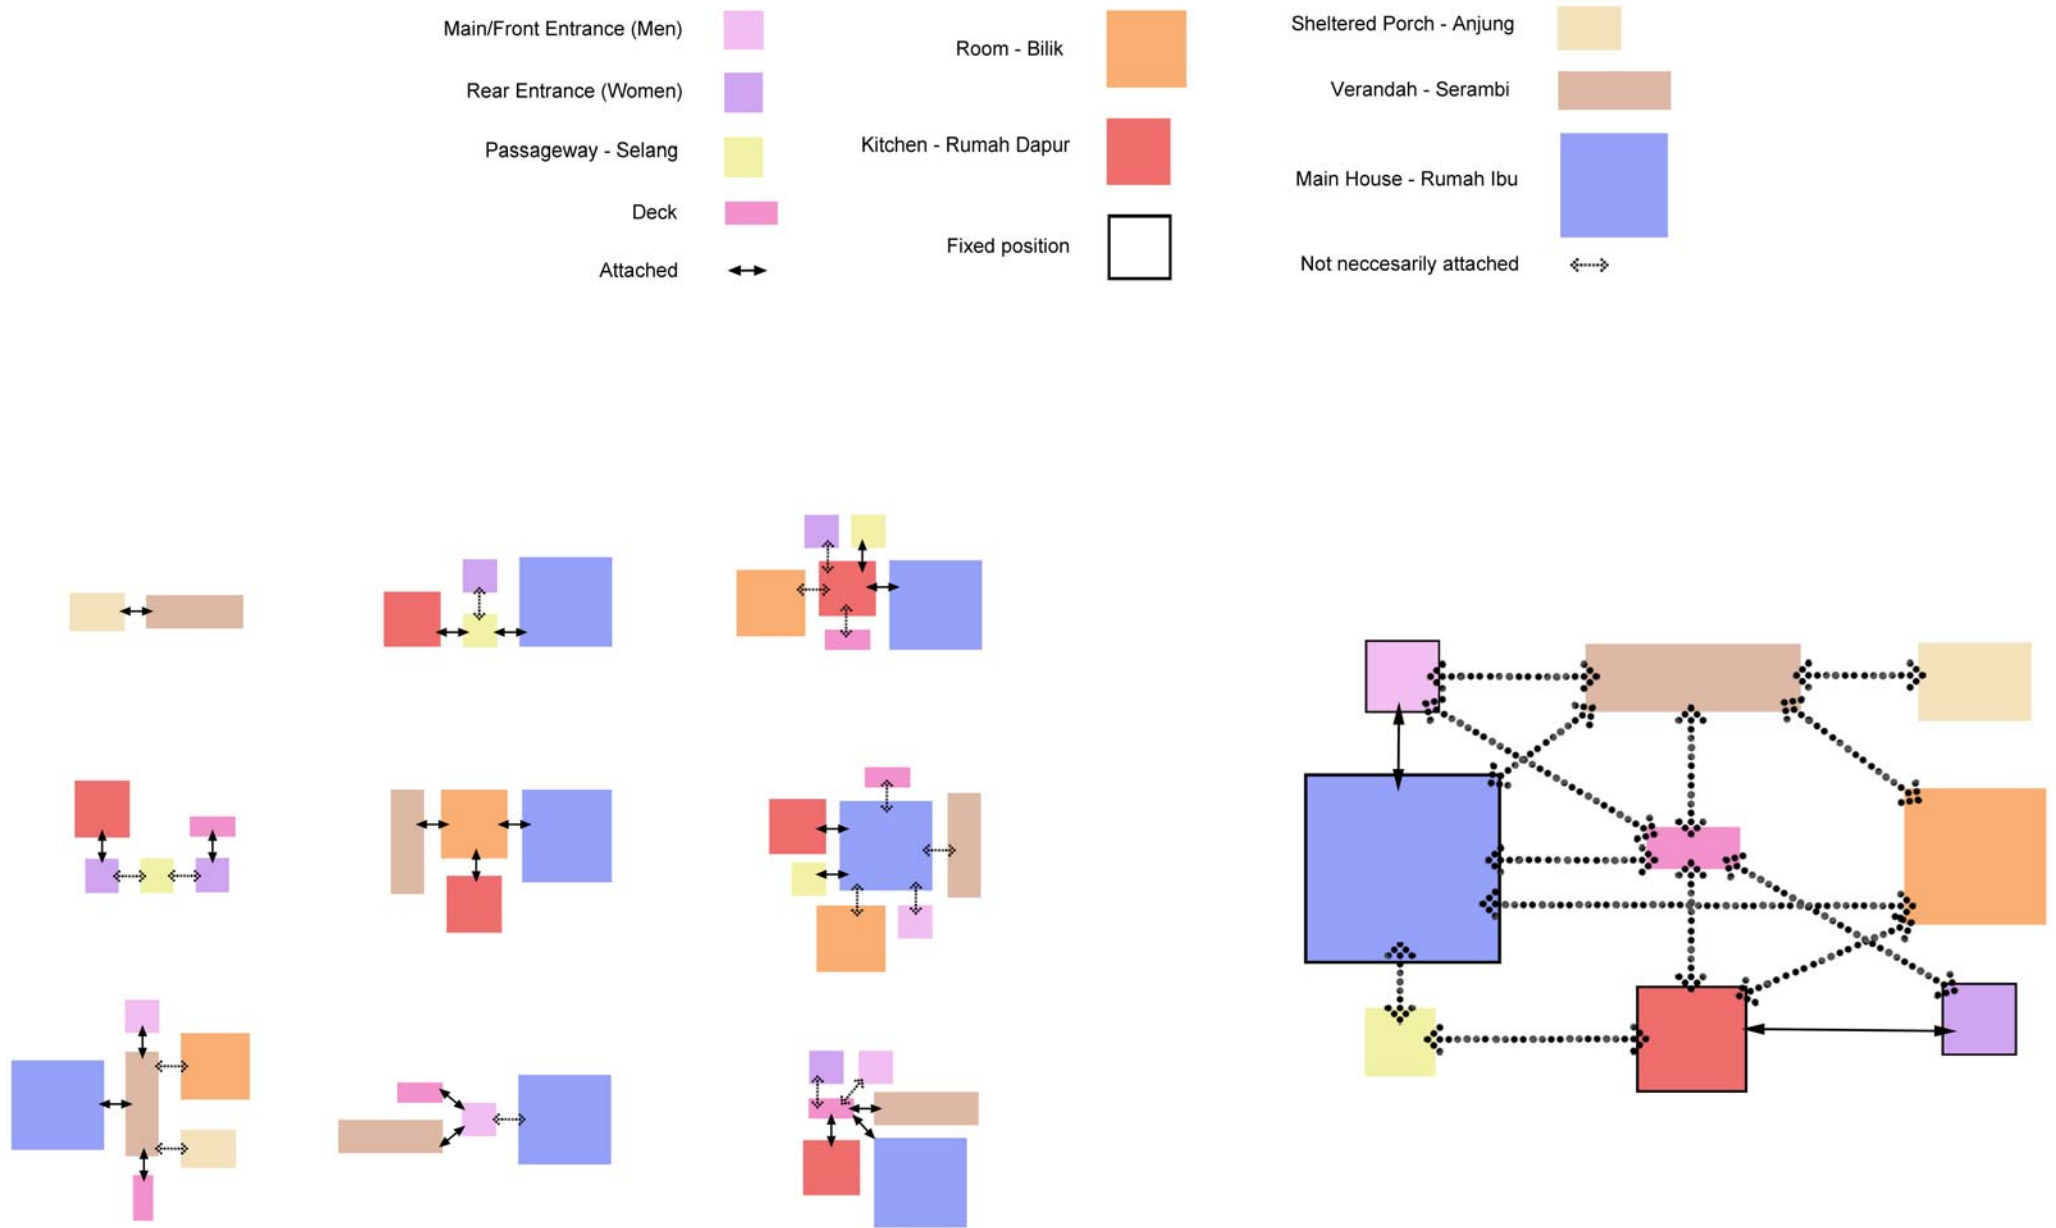 Main/Front Entrance (Men)
Rear Entrance (Women)
Passageway - Selang
Deck
Attached
Room - Bilik
Kitchen - Rumah Dapur
Fixed position
Sheltered Porch - Anjung
Verandah - Serambi
Main House - Rumah Ibu
Not neccesarily attached